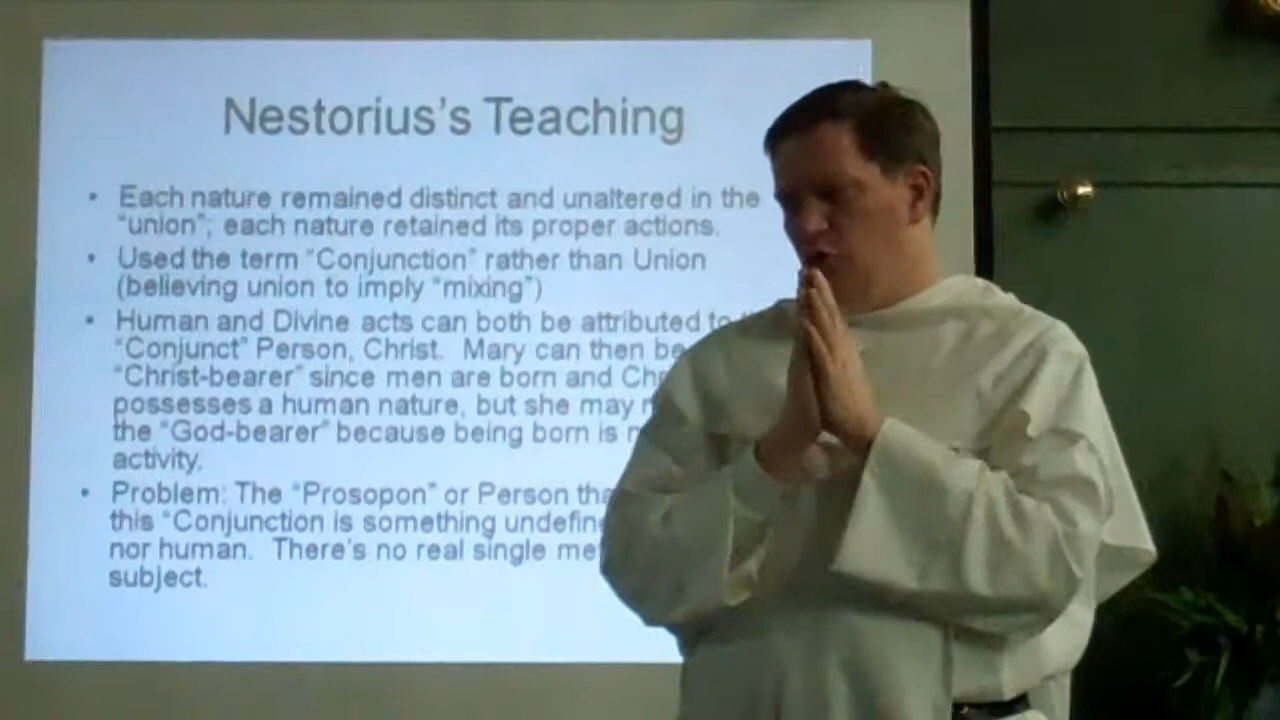 Nestorius's Teaching
• Each nature remained distinct and unaltered in the
"union"; each nature retained its proper actions.
• Used the term "Conjunction" rather than Union
(believing union to imply "mixing")
• Human and Divine acts can both be attributed to
"Conjunct" Person, Christ. Mary can then be
"Christ-bearer" since men are born and
possesses a human nature, but she may
the "God-bearer" because being born is
activity.
• Problem: The "Prosopon" or Person
this "Conjunction is something
nor human. There's no real single
subject.